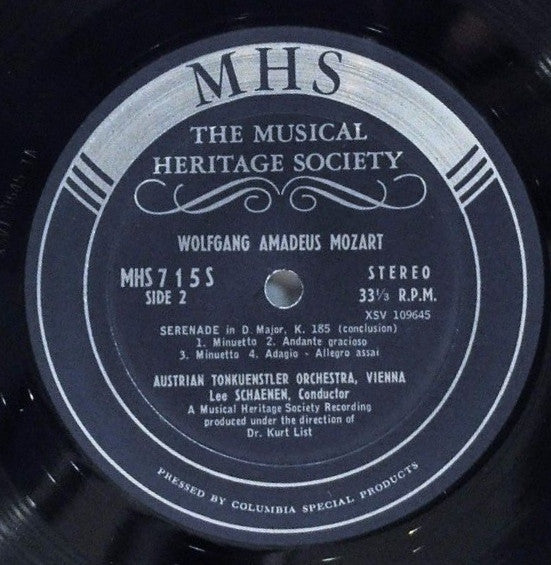 MHS
THE MUSICAL
HERITAGE SOCIETY
WOLFGANG AMADEUS MOZART
MHS 715S
SIDE 2
STEREO
33⅓ R.P.M.
XSV 109645
SERENADE in D Major, K. 185 (conclusion)
1. Minuetto 2. Andante gracioso
3. Minuetto 4. Adagio - Allegro assai
AUSTRIAN TONKUENSTLER ORCHESTRA, VIENNA
Lee SCHAENEN, Conductor
A Musical Heritage Society Recording
produced under the direction of
Dr. Kurt List
PRESSED BY COLUMBIA SPECIAL PRODUCTS